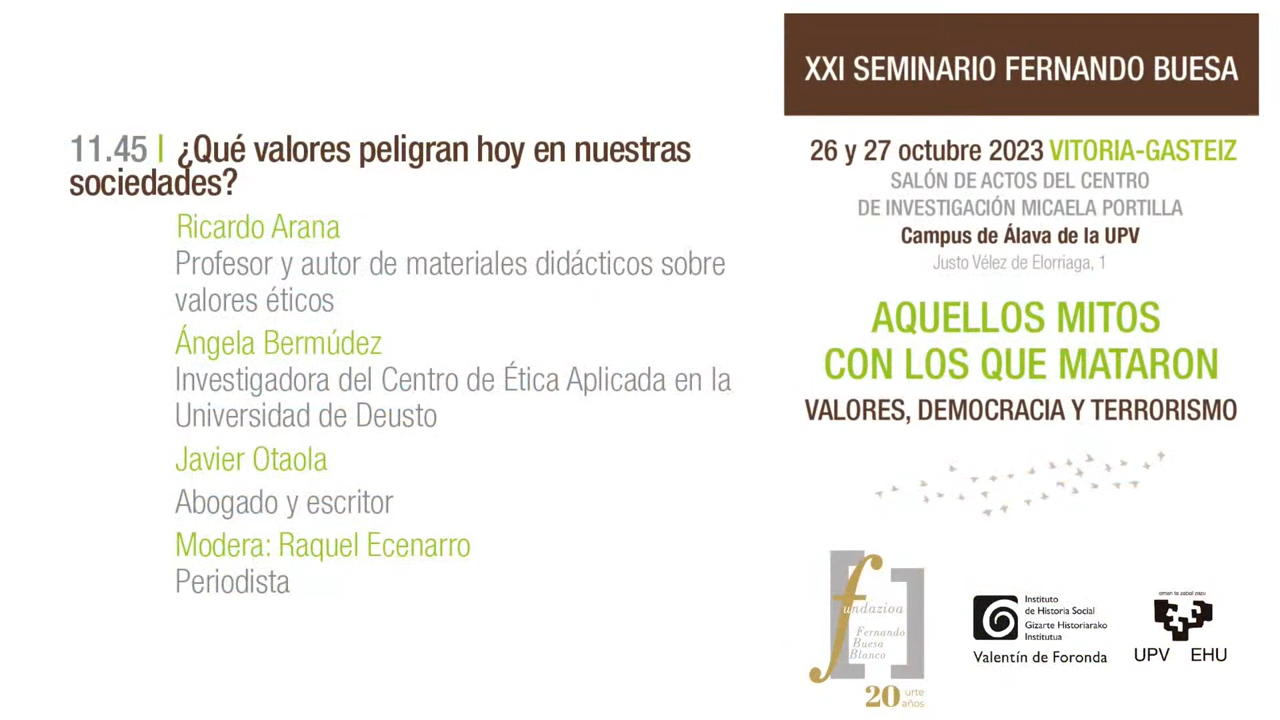 11.45 | ¿Qué valores peligran hoy en nuestras
sociedades?
Ricardo Arana
Profesor y autor de materiales didácticos sobre
valores éticos
Ángela Bermúdez
Investigadora del Centro de Ética Aplicada en la
Universidad de Deusto
Javier Otaola
Abogado y escritor
Modera: Raquel Ecenarro
Periodista
XXI SEMINARIO FERNANDO BUESA
26 y 27 octubre 2023 VITORIA-GASTEIZ
SALÓN DE ACTOS DEL CENTRO
DE INVESTIGACIÓN MICAELA PORTILLA
Campus de Álava de la UPV
Justo Vélez de Elorriaga, 1
AQUELLOS MITOS
CON LOS QUE MATARON
VALORES, DEMOCRACIA Y TERRORISMO
fundazioa
Fernando
Buesa
Blanco
20 urte
años
Instituto
de Historia Social
Gizarte Historiarako
Institutua
Valentín de Foronda
eman ta zabal zazu
UPV EHU